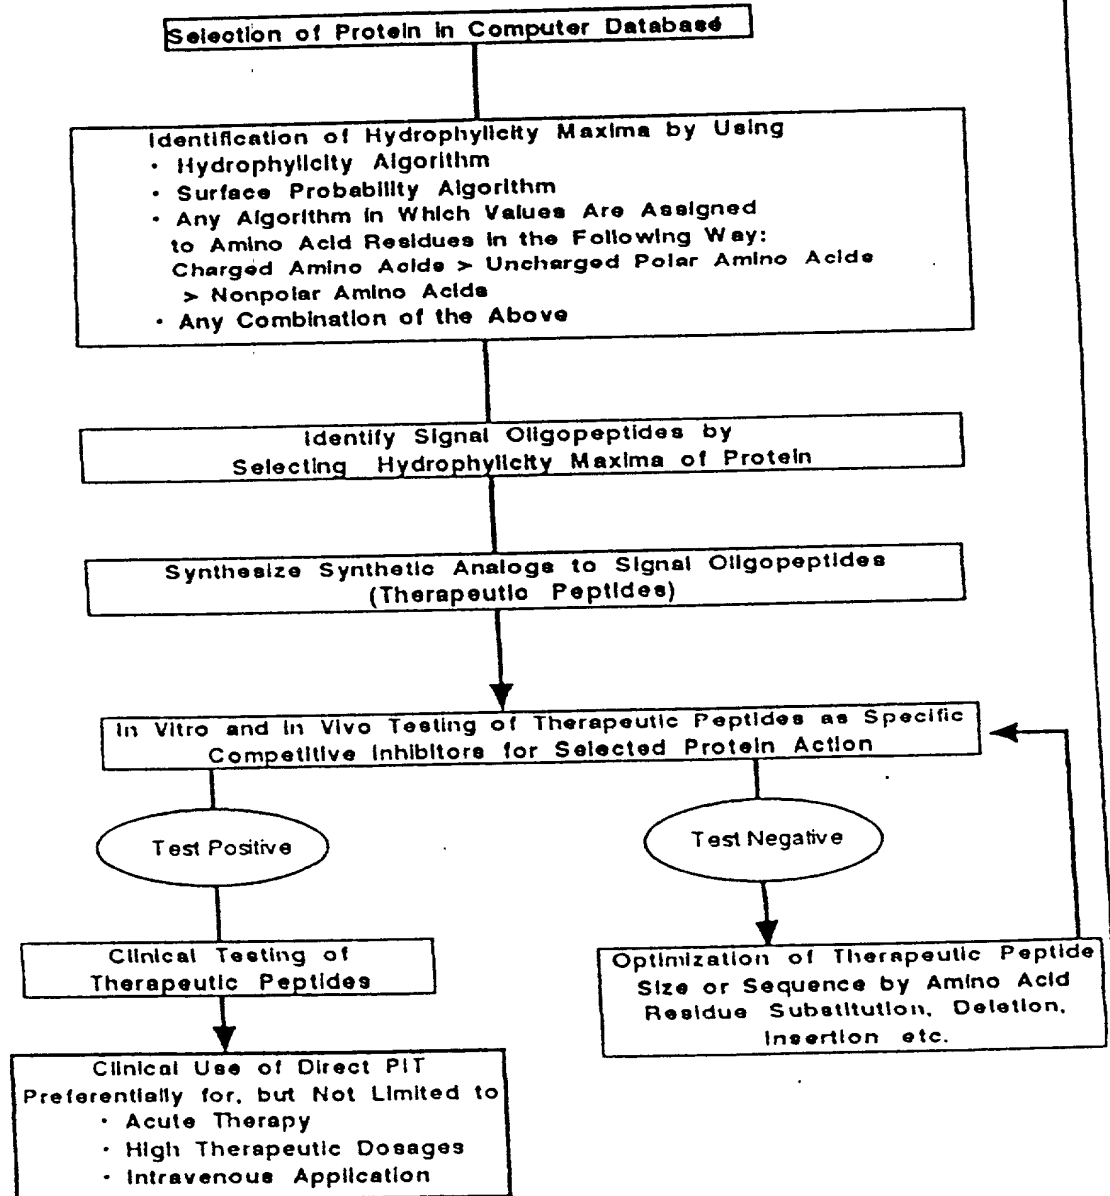 Selection of Protein in Computer Database
Identification of Hydrophylicity Maxima by Using
· Hydrophylicity Algorithm
· Surface Probability Algorithm
· Any Algorithm in Which Values Are Assigned
to Amino Acid Residues in the Following Way:
Charged Amino Acids > Uncharged Polar Amino Acids
> Nonpolar Amino Acids
· Any Combination of the Above
Identify Signal Oligopeptides by
Selecting Hydrophylicity Maxima of Protein
Synthesize Synthetic Analogs to Signal Oligopeptides
(Therapeutic Peptides)
In Vitro and In Vivo Testing of Therapeutic Peptides as Specific
Competitive Inhibitors for Selected Protein Action
Test Positive
Test Negative
Clinical Testing of
Therapeutic Peptides
Optimization of Therapeutic Peptide
Size or Sequence by Amino Acid
Residue Substitution, Deletion,
Insertion etc.
Clinical Use of Direct PIT
Preferentially for, but Not Limited to
· Acute Therapy
· High Therapeutic Dosages
· Intravenous Application